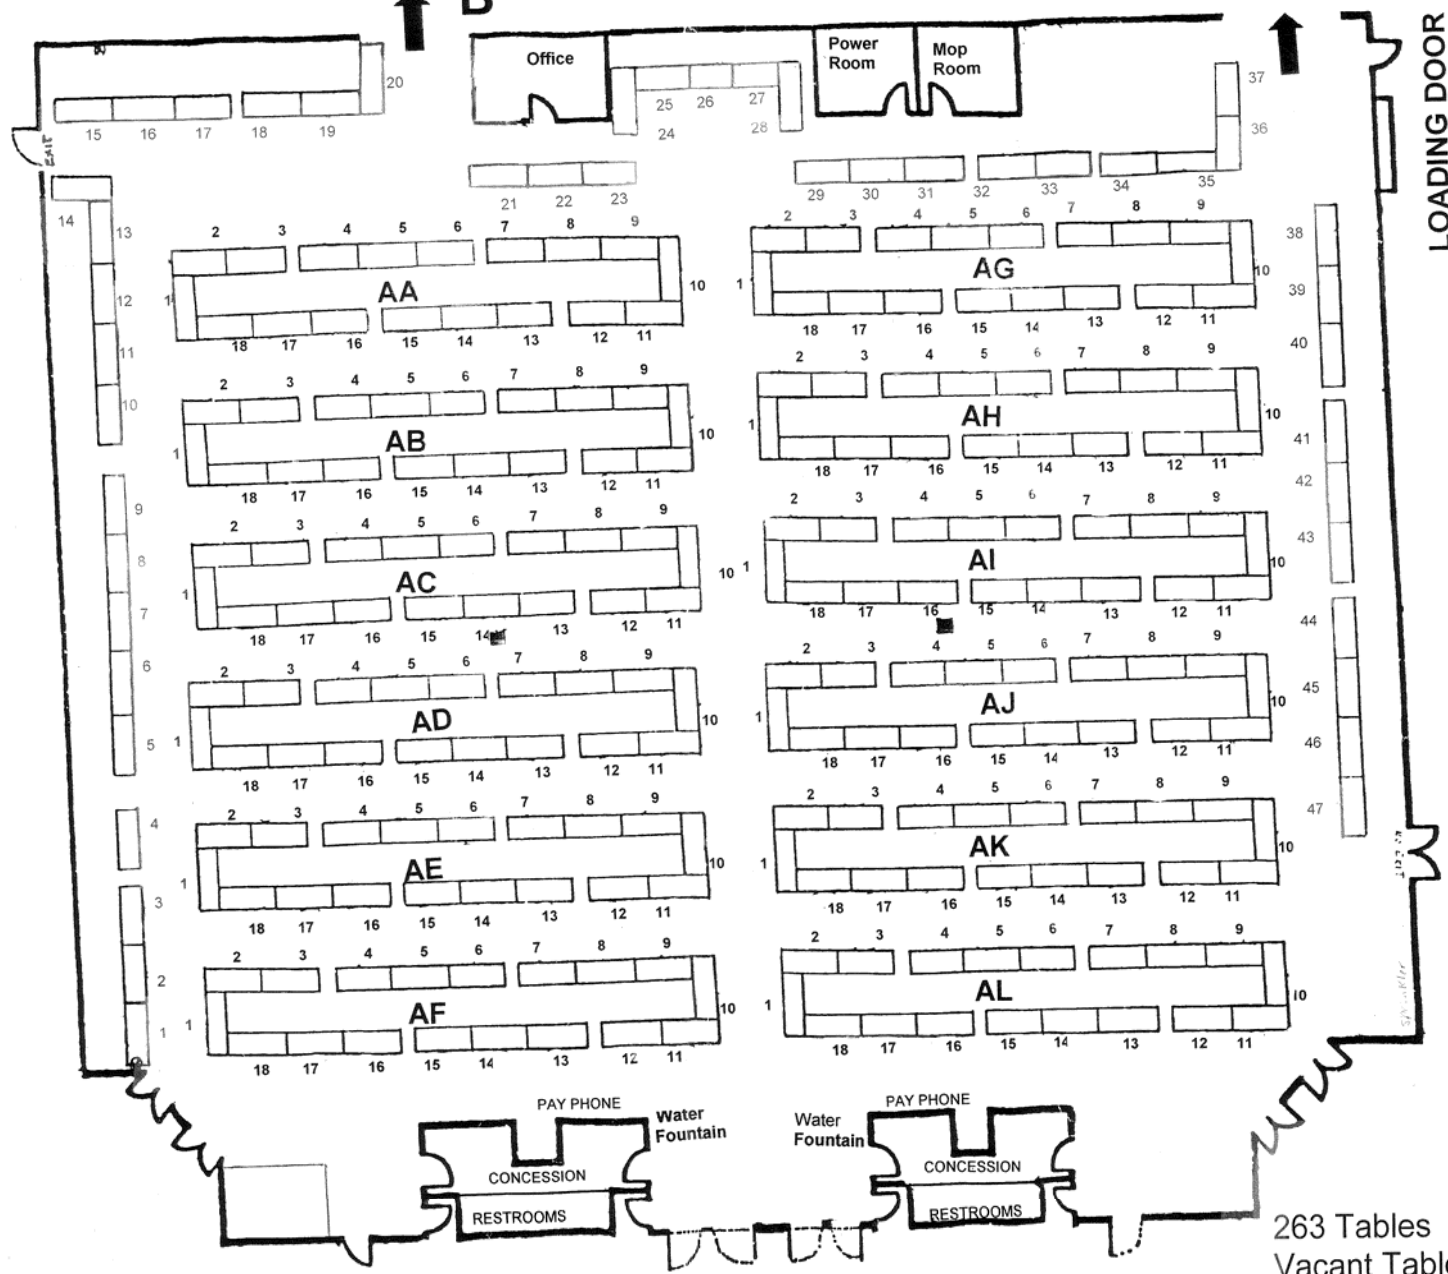 B
LOADING DOOR
Office
Power
Room
Mop
Room
20
37
25 26 27
15 16 17 18 19
24 28
36
EXIT
29 30 31 32 33 34 35
21 22 23
14
13
12
11
10
9
8
7
6
5
4
3
2
1
38
39
40
41
42
43
44
45
46
47
2 3 4 5 6 7 8 9
1 AA 10
18 17 16 15 14 13 12 11
2 3 4 5 6 7 8 9
1 AG 10
18 17 16 15 14 13 12 11
2 3 4 5 6 7 8 9
1 AB 10
18 17 16 15 14 13 12 11
2 3 4 5 6 7 8 9
1 AH 10
18 17 16 15 14 13 12 11
2 3 4 5 6 7 8 9
1 AC 10
18 17 16 15 14 13 12 11
2 3 4 5 6 7 8 9
1 AI 10
18 17 16 15 14 13 12 11
2 3 4 5 6 7 8 9
1 AD 10
18 17 16 15 14 13 12 11
2 3 4 5 6 7 8 9
1 AJ 10
18 17 16 15 14 13 12 11
2 3 4 5 6 7 8 9
1 AE 10
18 17 16 15 14 13 12 11
2 3 4 5 6 7 8 9
1 AK 10
18 17 16 15 14 13 12 11
2 3 4 5 6 7 8 9
1 AF 10
18 17 16 15 14 13 12 11
2 3 4 5 6 7 8 9
1 AL 10
18 17 16 15 14 13 12 11
sprinkler
PAY PHONE
Water
Fountain
CONCESSION
RESTROOMS
PAY PHONE
Water
Fountain
CONCESSION
RESTROOMS
263 Tables
Vacant Table